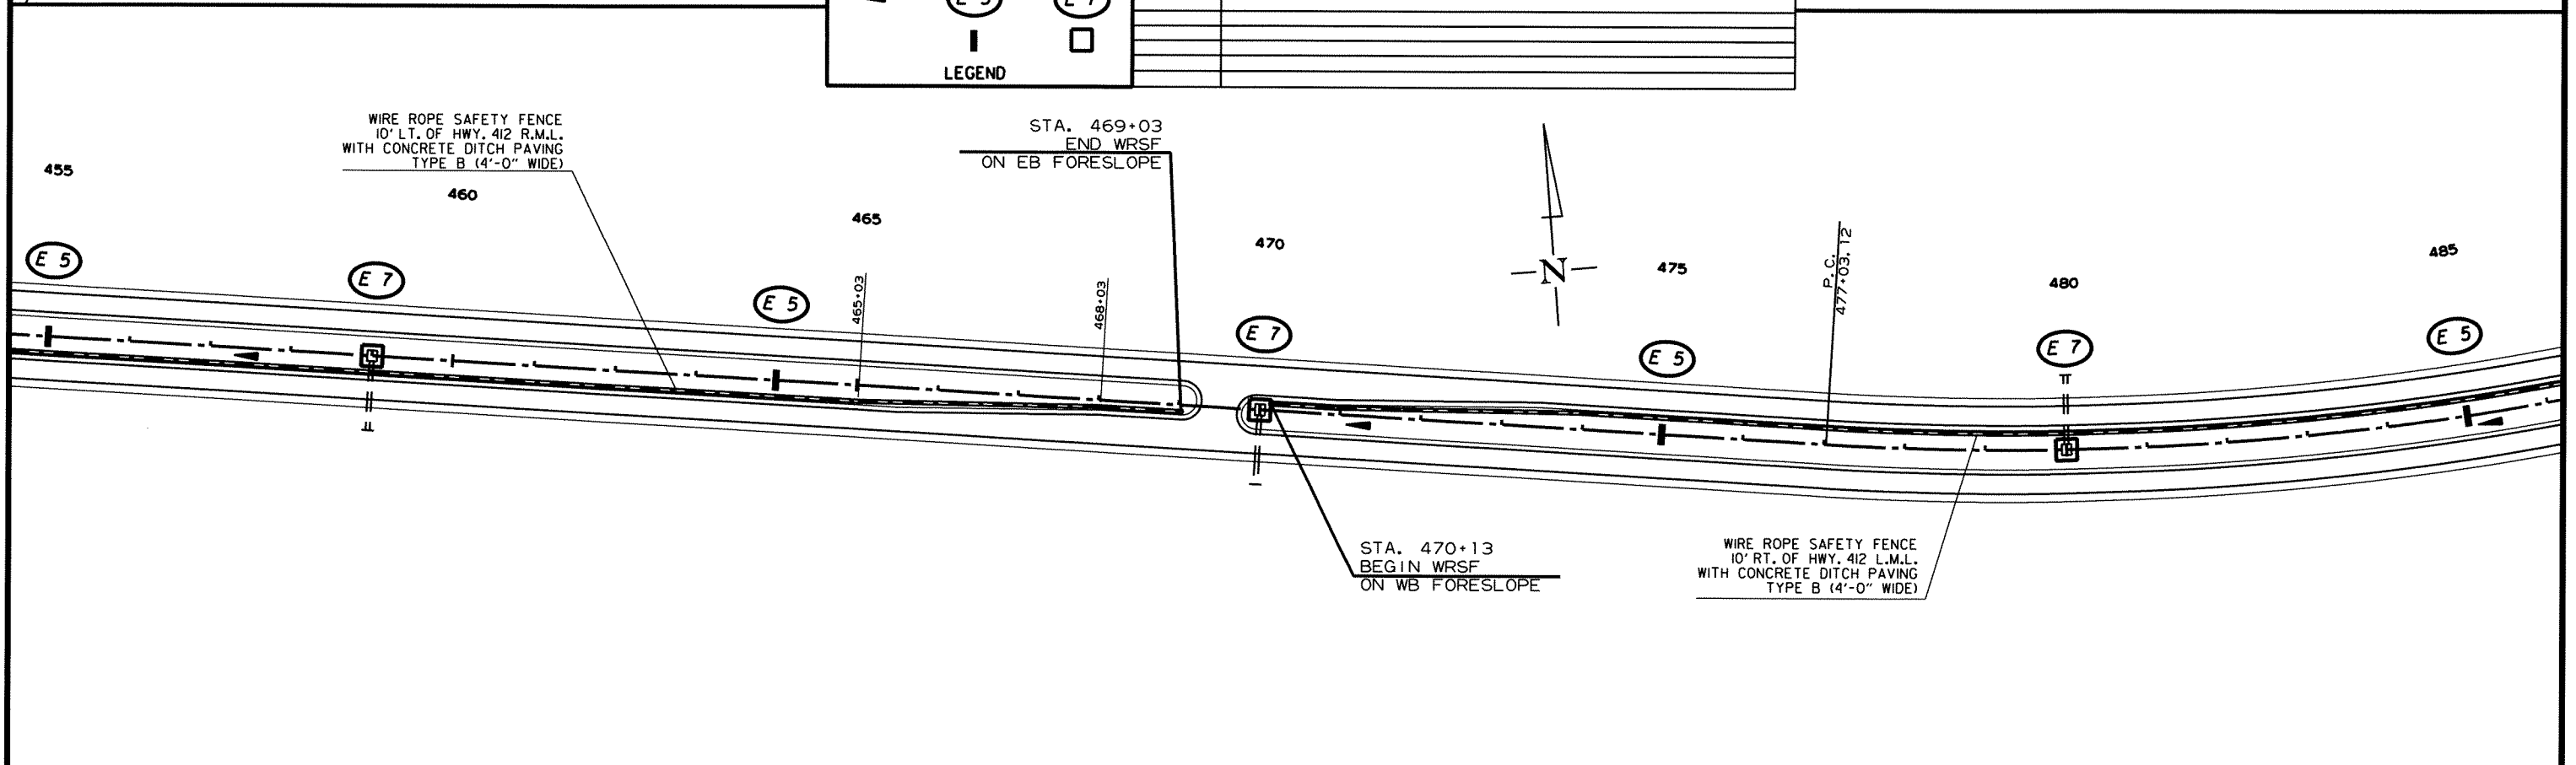 E 5
E 7
LEGEND
WIRE ROPE SAFETY FENCE
10' LT. OF HWY. 412 R.M.L.
WITH CONCRETE DITCH PAVING
TYPE B (4'-0" WIDE)
STA. 469+03
END WRSF
ON EB FORESLOPE
455
460
465
470
475
480
485
P.C.
477+03.12
N
E 5
E 7
E 5
465+03
468+03
E 7
E 5
E 7
E 5
STA. 470+13
BEGIN WRSF
ON WB FORESLOPE
WIRE ROPE SAFETY FENCE
10' RT. OF HWY. 412 L.M.L.
WITH CONCRETE DITCH PAVING
TYPE B (4'-0" WIDE)